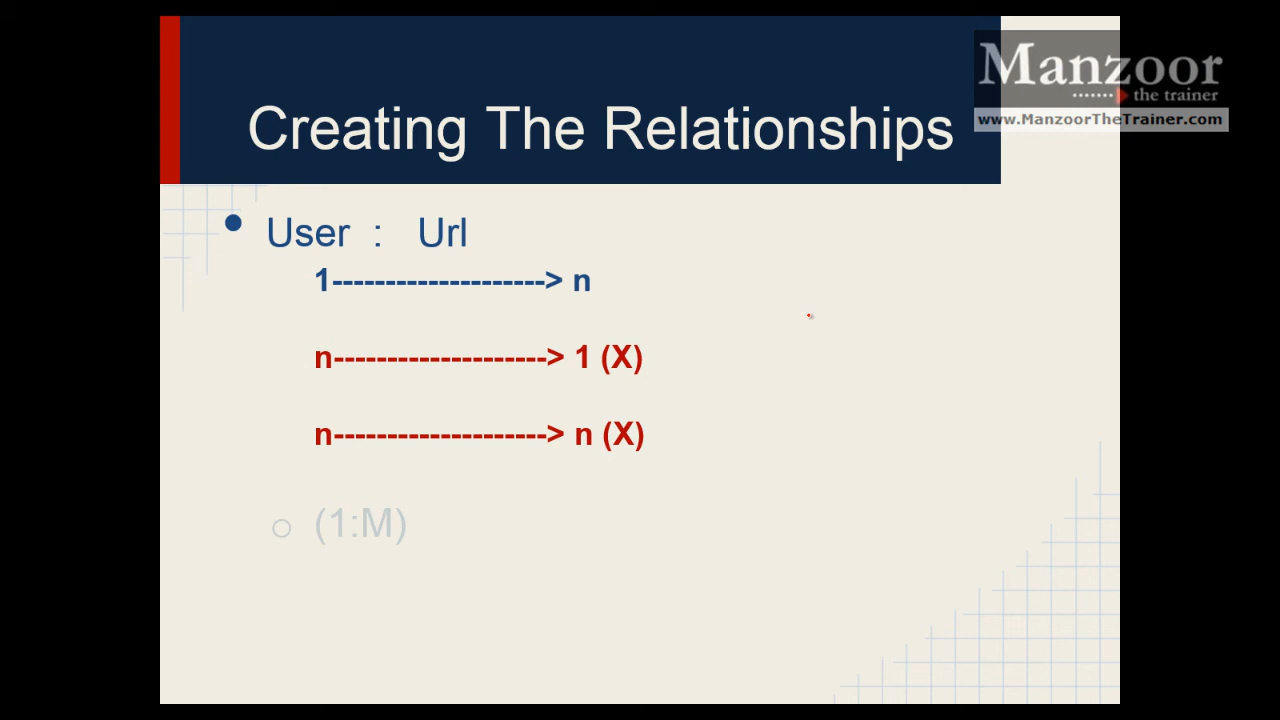 Manzoor
the trainer
www.ManzoorTheTrainer.com
Creating The Relationships
User : Url
1--------------------> n
n--------------------> 1 (X)
n--------------------> n (X)
(1:M)